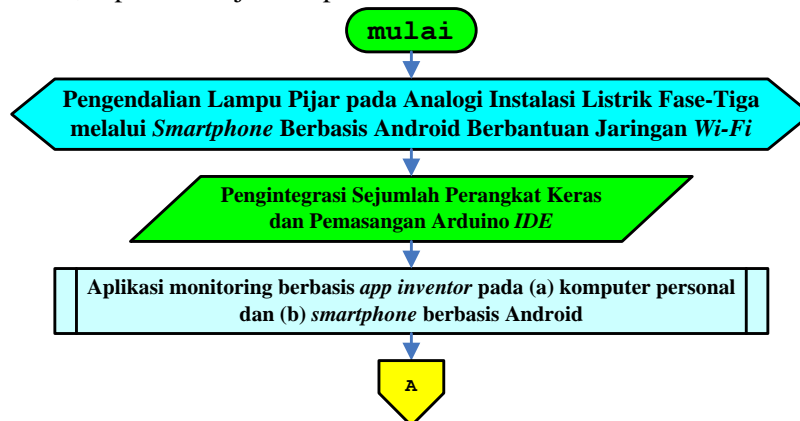 mulai
Pengendalian Lampu Pijar pada Analogi Instalasi Listrik Fase-Tiga
melalui Smartphone Berbasis Android Berbantuan Jaringan Wi-Fi
Pengintegrasi Sejumlah Perangkat Keras
dan Pemasangan Arduino IDE
Aplikasi monitoring berbasis app inventor pada (a) komputer personal
dan (b) smartphone berbasis Android
A